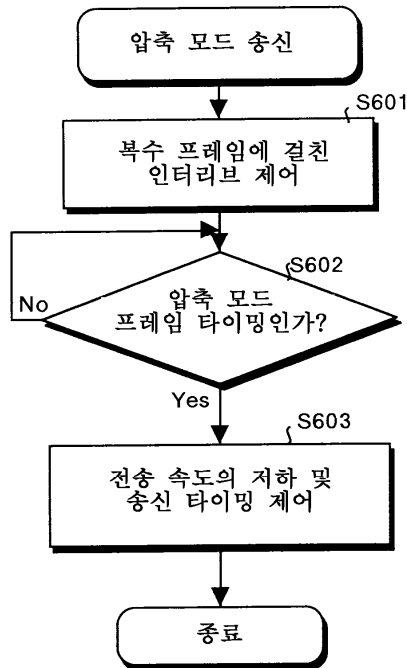 압축 모드 송신
S601
복수 프레임에 걸친
인터리브 제어
S602
압축 모드
프레임 타이밍인가?
No
Yes
S603
전송 속도의 저하 및
송신 타이밍 제어
종료